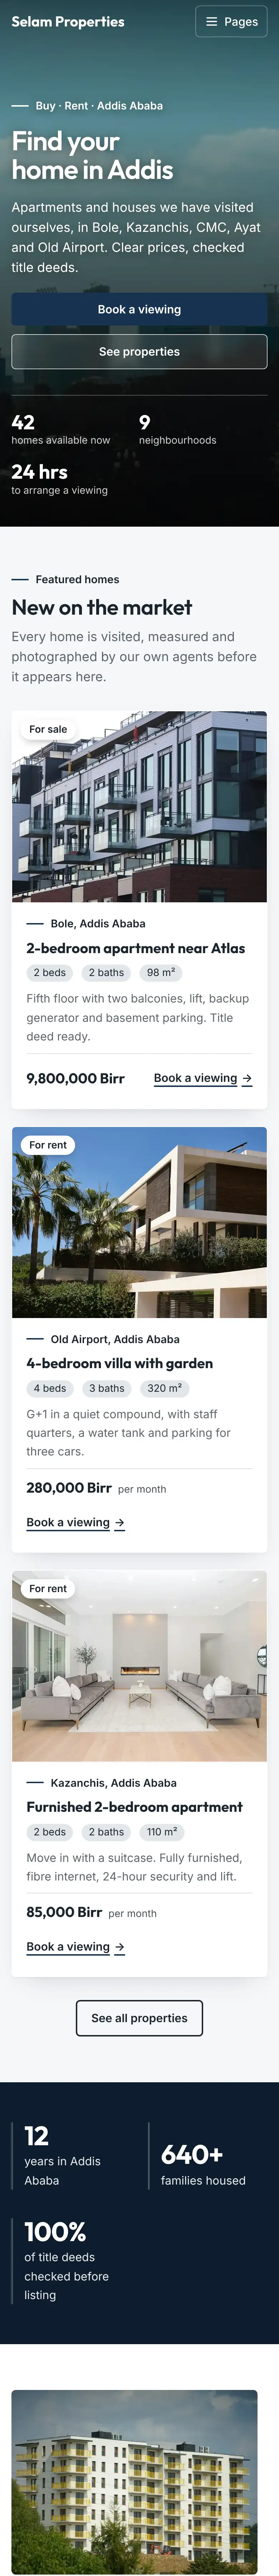 Selam Properties
Pages
Buy · Rent · Addis Ababa
Find your
home in Addis
Apartments and houses we have visited
ourselves, in Bole, Kazanchis, CMC, Ayat
and Old Airport. Clear prices, checked
title deeds.
Book a viewing
See properties
42
homes available now
9
neighbourhoods
24 hrs
to arrange a viewing
Featured homes
New on the market
Every home is visited, measured and
photographed by our own agents before
it appears here.
For sale
Bole, Addis Ababa
2-bedroom apartment near Atlas
2 beds 2 baths 98 m²
Fifth floor with two balconies, lift, backup
generator and basement parking. Title
deed ready.
9,800,000 Birr Book a viewing →
For rent
Old Airport, Addis Ababa
4-bedroom villa with garden
4 beds 3 baths 320 m²
G+1 in a quiet compound, with staff
quarters, a water tank and parking for
three cars.
280,000 Birr per month
Book a viewing →
For rent
Kazanchis, Addis Ababa
Furnished 2-bedroom apartment
2 beds 2 baths 110 m²
Move in with a suitcase. Fully furnished,
fibre internet, 24-hour security and lift.
85,000 Birr per month
Book a viewing →
See all properties
12
years in Addis
Ababa
640+
families housed
100%
of title deeds
checked before
listing